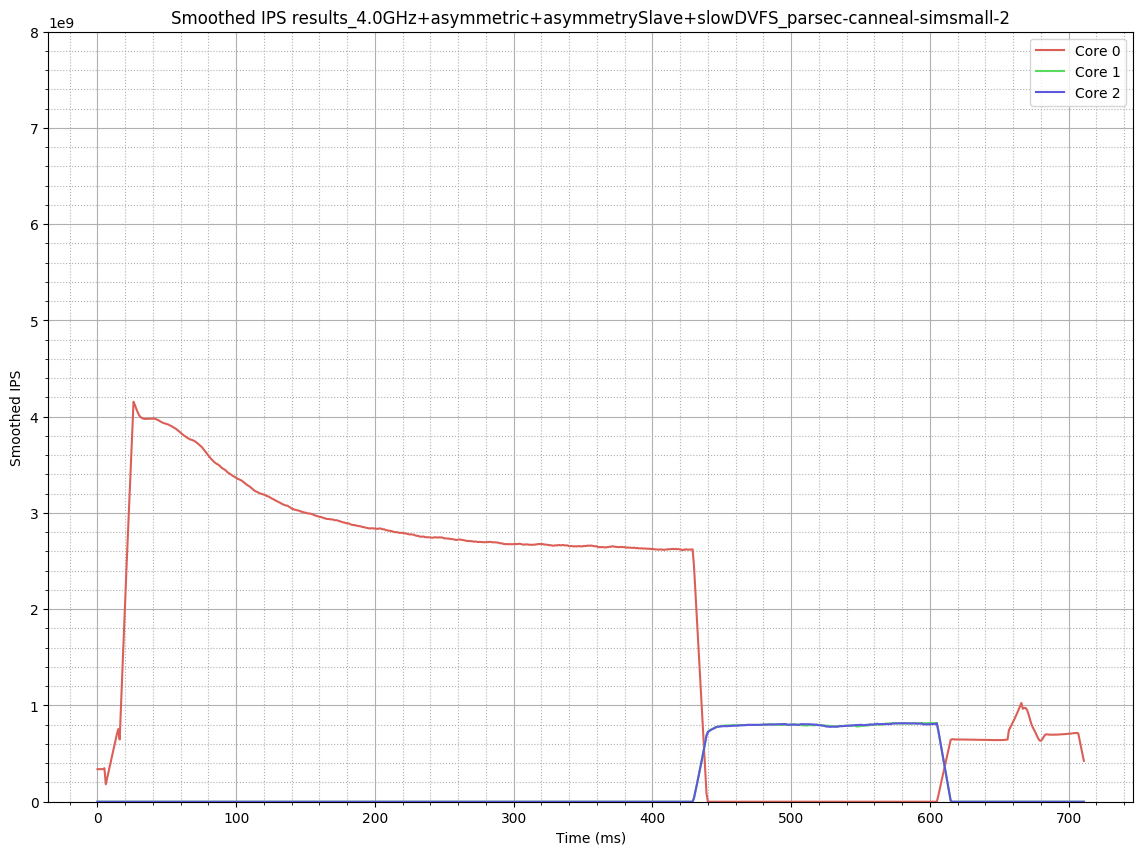 Smoothed IPS results_4.0GHz+asymmetric+asymmetrySlave+slowDVFS_parsec-canneal-simsmall-2
1e9
8
7
6
5
4
3
2
1
0
Smoothed IPS
Core 0
Core 1
Core 2
0 100 200 300 400 500 600 700
Time (ms)